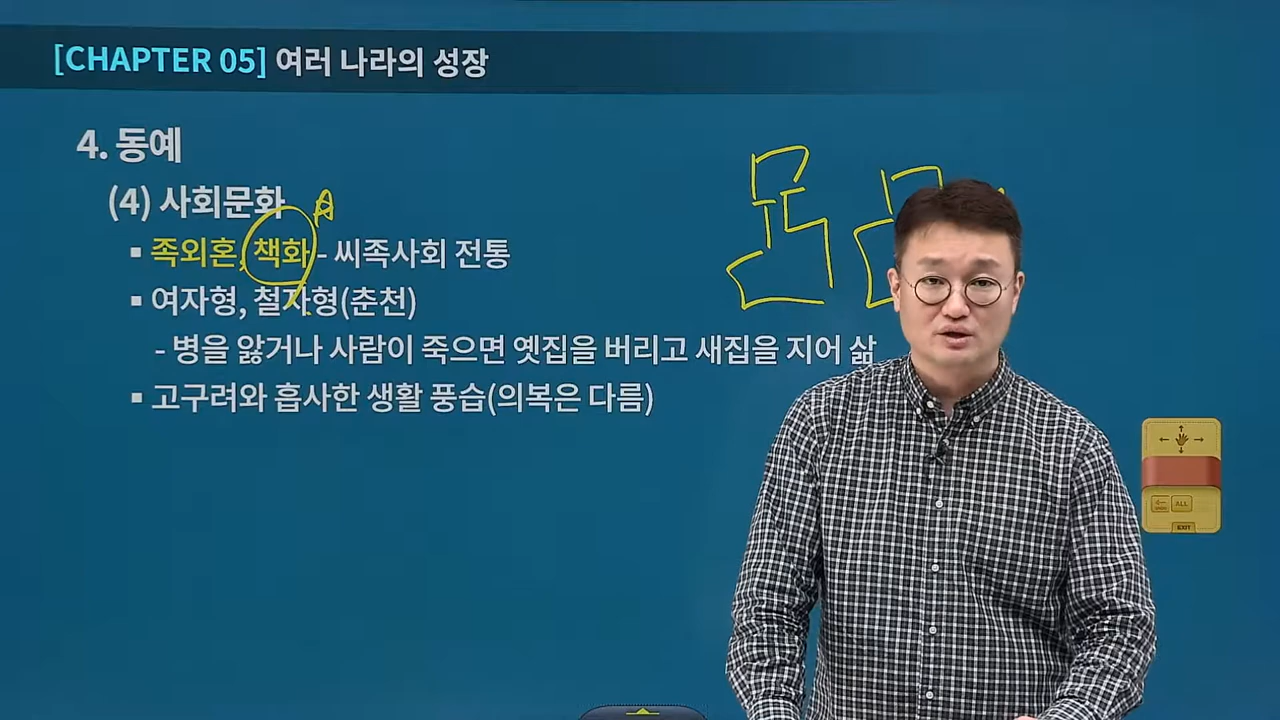 [CHAPTER 05] 여러 나라의 성장
4. 동예
(4) 사회문화
▪ 족외혼, 책화 - 씨족사회 전통
▪ 여자형, 철자형(춘천)
- 병을 앓거나 사람이 죽으면 옛집을 버리고 새집을 지어 삶
▪ 고구려와 흡사한 생활 풍습(의복은 다름)
ALL
EXIT